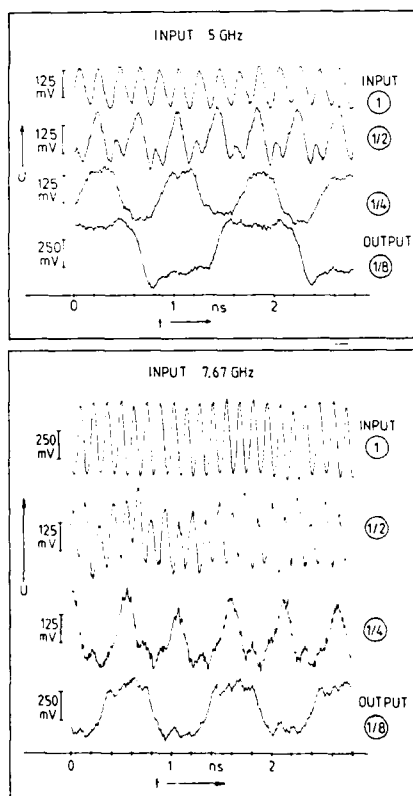 INPUT 5 GHz
125 mV INPUT 1
125 mV 1/2
125 mV 1/4
250 mV OUTPUT 1/8
U
0 1 ns 2
t
INPUT 7.67 GHz
250 mV INPUT 1
125 mV 1/2
U
125 mV 1/4
250 mV OUTPUT 1/8
0 1 ns 2
t